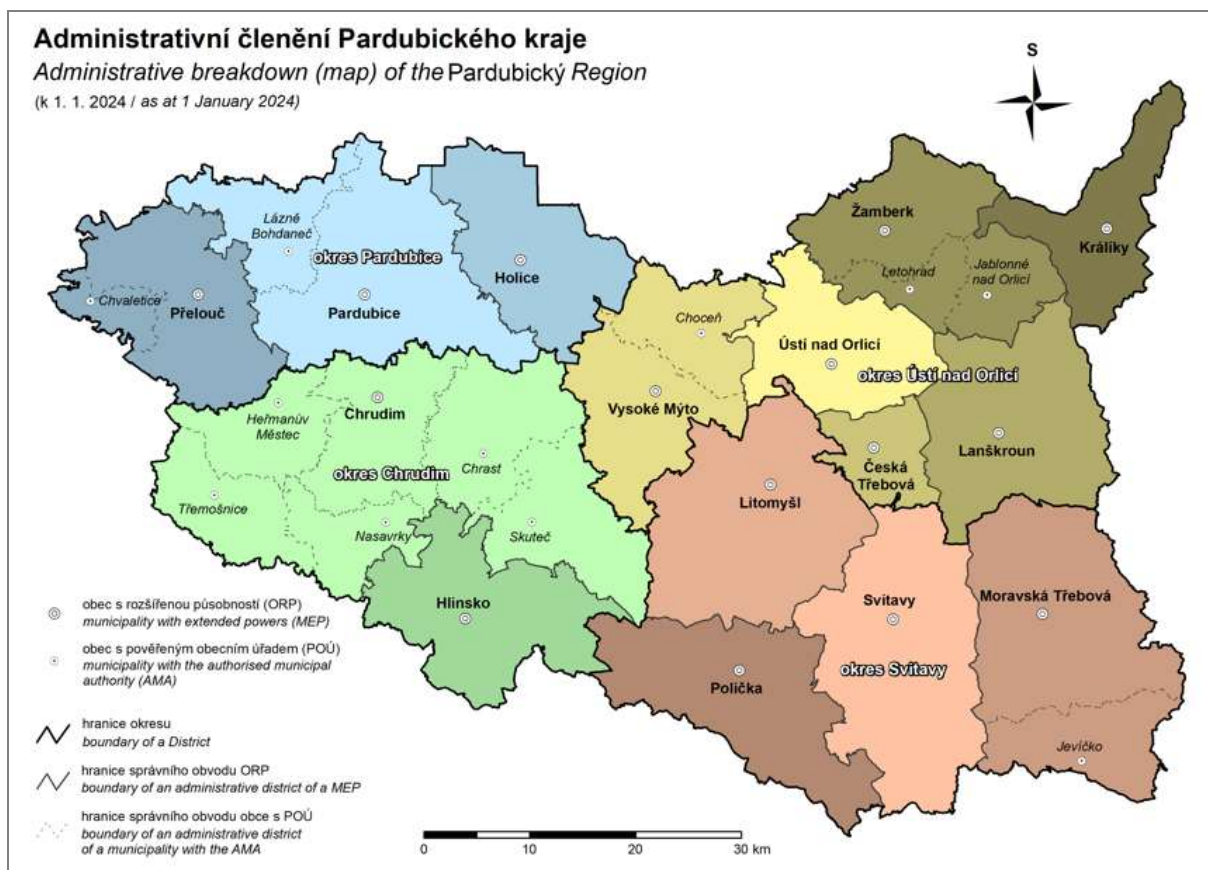 Administrativní členění Pardubického kraje
Administrative breakdown (map) of the Pardubický Region
(k 1. 1. 2024 / as at 1 January 2024)
S
Žamberk
Králíky
Lázně
Bohdaneč
okres Pardubice
Holice
Letohrad
Jablonné
nad Orlicí
Chvaletice
Přelouč
Pardubice
Choceň
Ústí nad Orlicí
okres Ústí nad Orlicí
Heřmanův
Městec
Chrudim
Vysoké Mýto
okres Chrudim
Chrast
Česká
Třebová
Lanškroun
Třemošnice
Litomyšl
Nasavrky
Skuteč
Hlinsko
Svitavy
Moravská Třebová
okres Svitavy
Polička
Jevíčko
obec s rozšířenou působností (ORP)
municipality with extended powers (MEP)
obec s pověřeným obecním úřadem (POÚ)
municipality with the authorised municipal
authority (AMA)
hranice okresu
boundary of a District
hranice správního obvodu ORP
boundary of an administrative district of a MEP
hranice správního obvodu obce s POÚ
boundary of an administrative district
of a municipality with the AMA
0 10 20 30 km